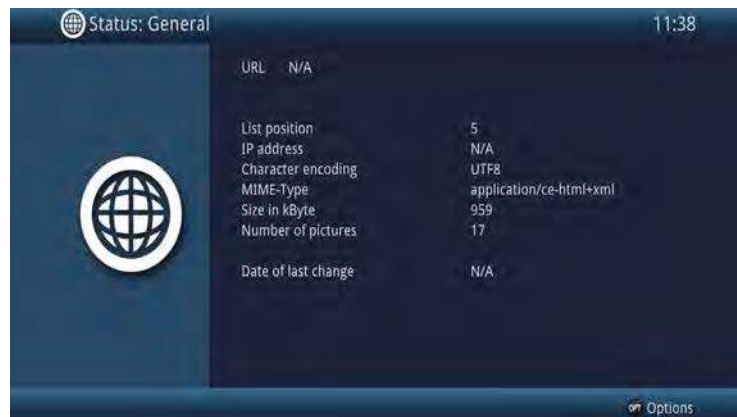 Status: General 11:38
URL N/A
List position 5
IP address N/A
Character encoding UTF8
MIME-Type application/ce-html+xml
Size in kByte 959
Number of pictures 17
Date of last change N/A
OPT Options